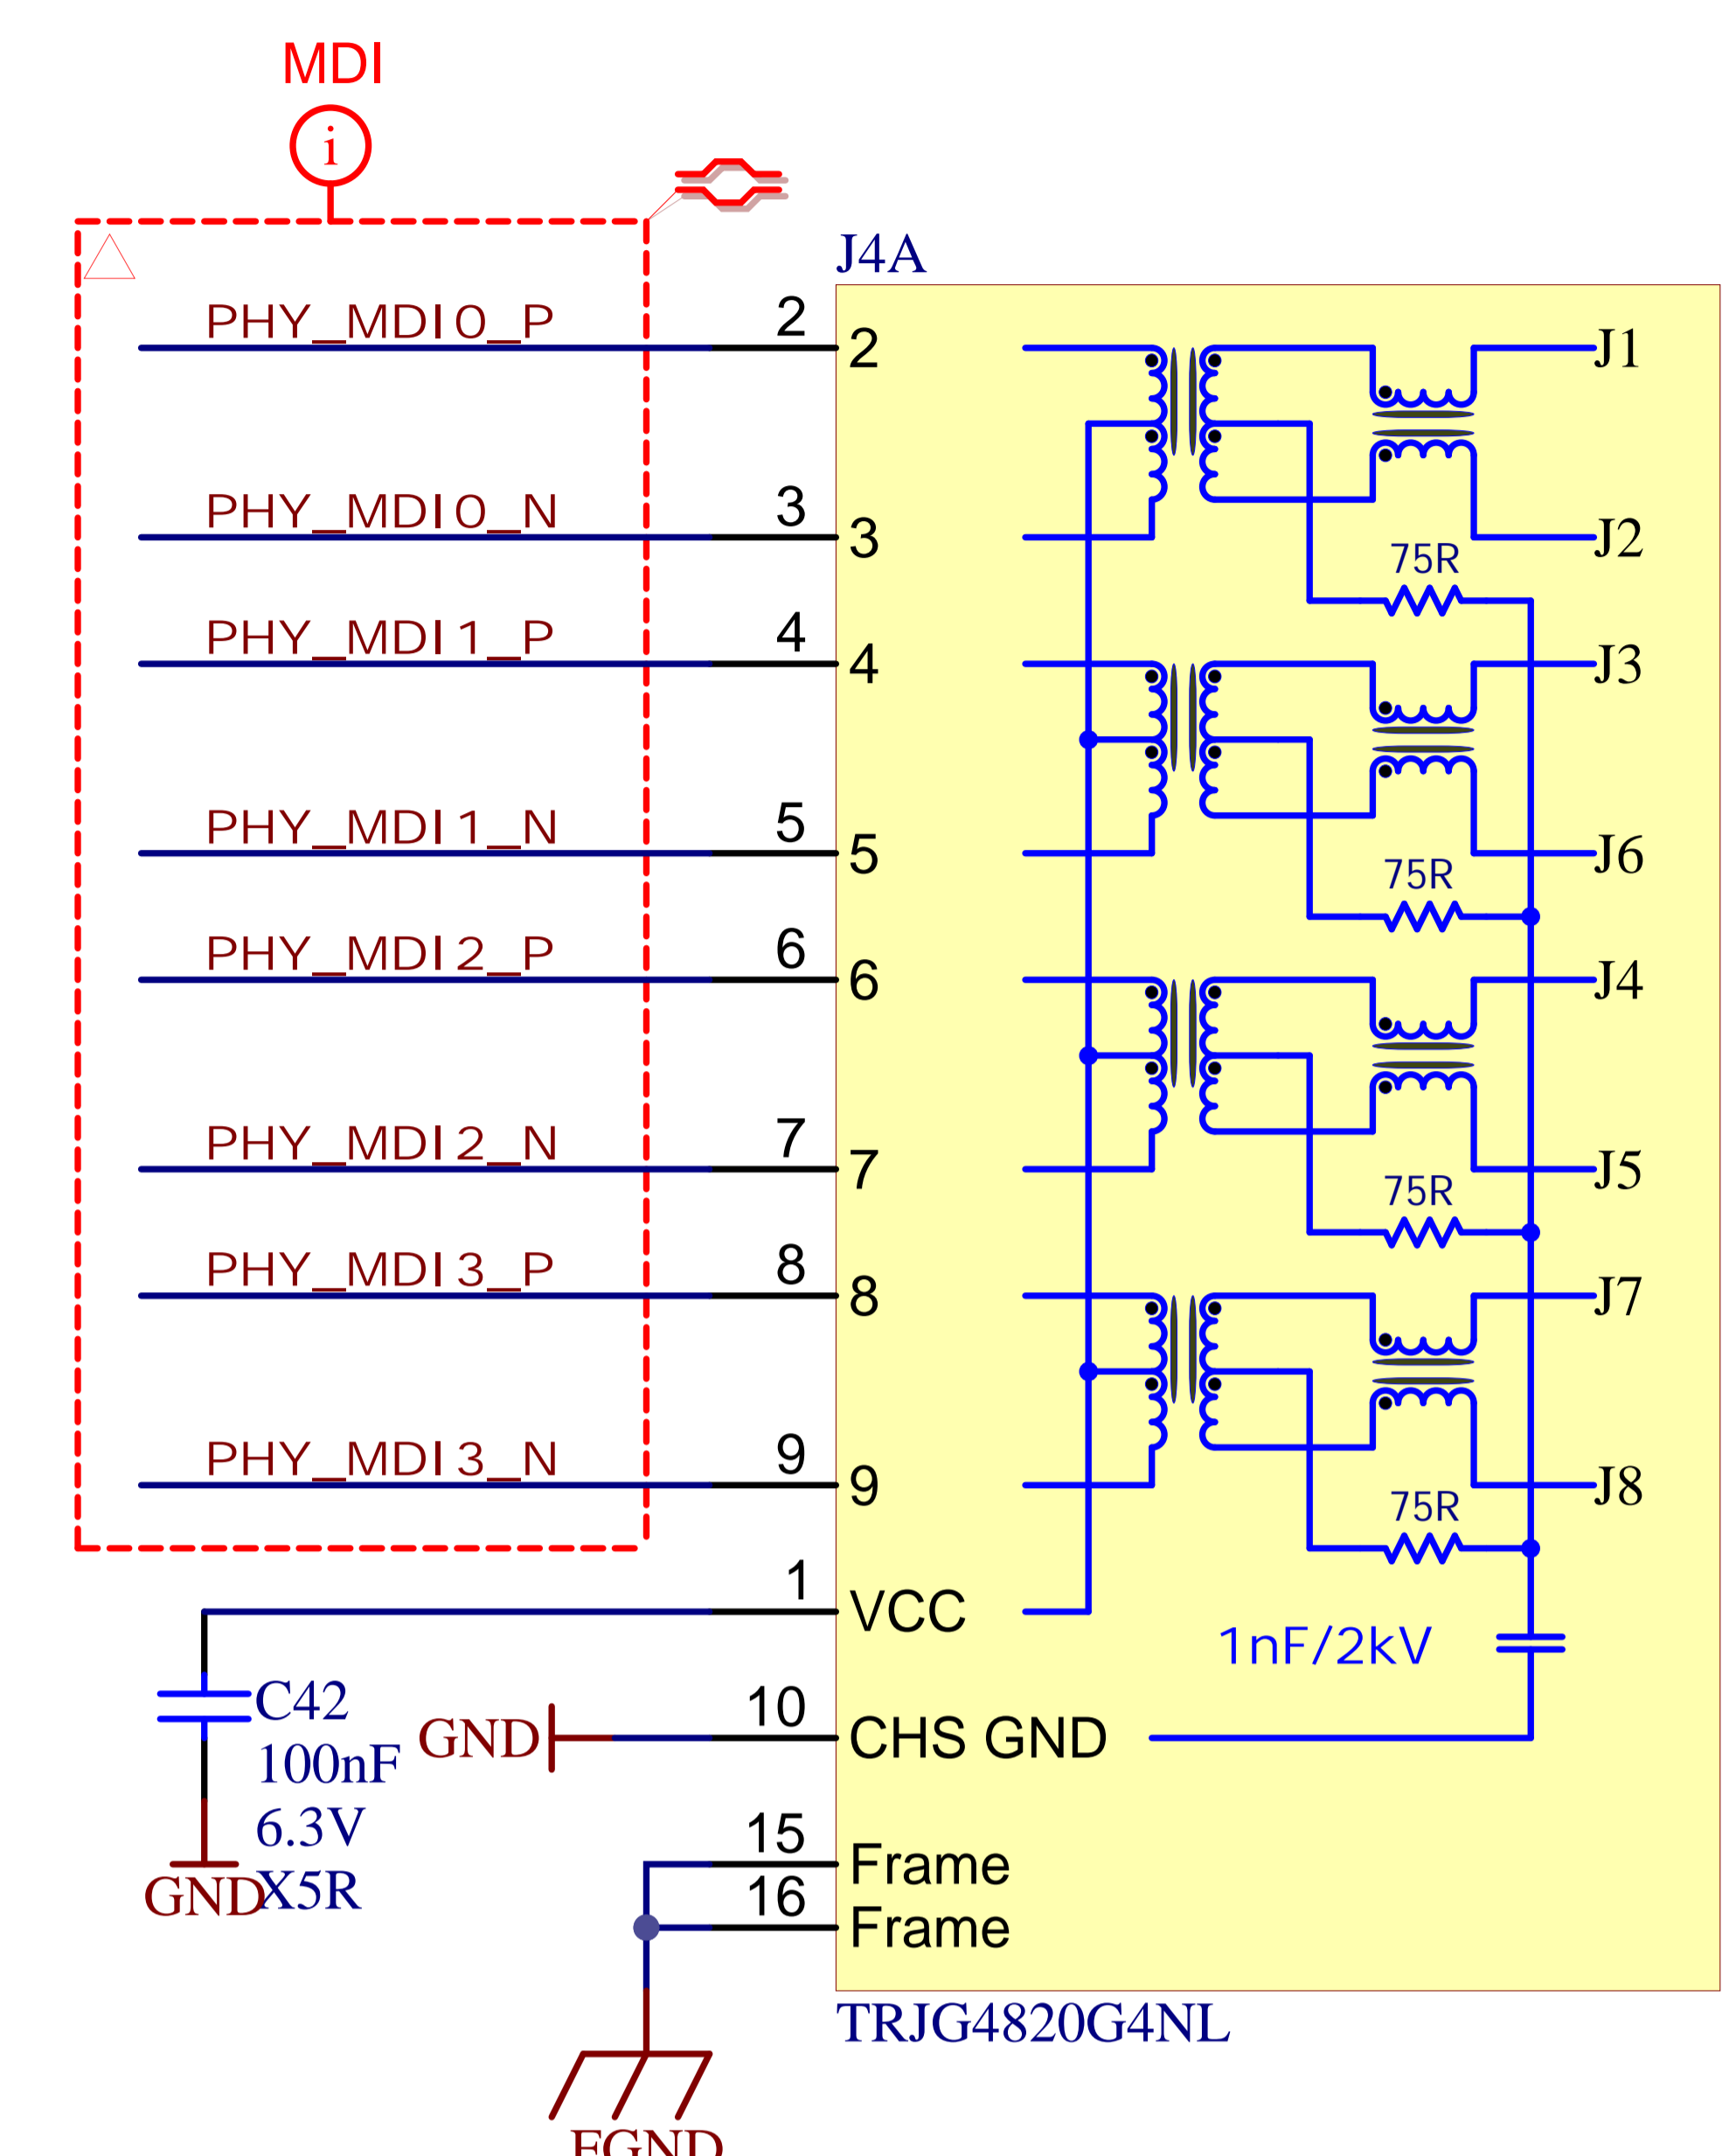 MDI
i
J4A
PHY_MDI0_P 2 2 J1
PHY_MDI0_N 3 3 J2
75R
PHY_MDI1_P 4 4 J3
PHY_MDI1_N 5 5 J6
75R
PHY_MDI2_P 6 6 J4
PHY_MDI2_N 7 7 J5
75R
PHY_MDI3_P 8 8 J7
PHY_MDI3_N 9 9 J8
75R
1 VCC
1nF/2kV
C42
100nF
6.3V
X5R
GND
GND 10 CHS GND
15 Frame
16 Frame
TRJG4820G4NL